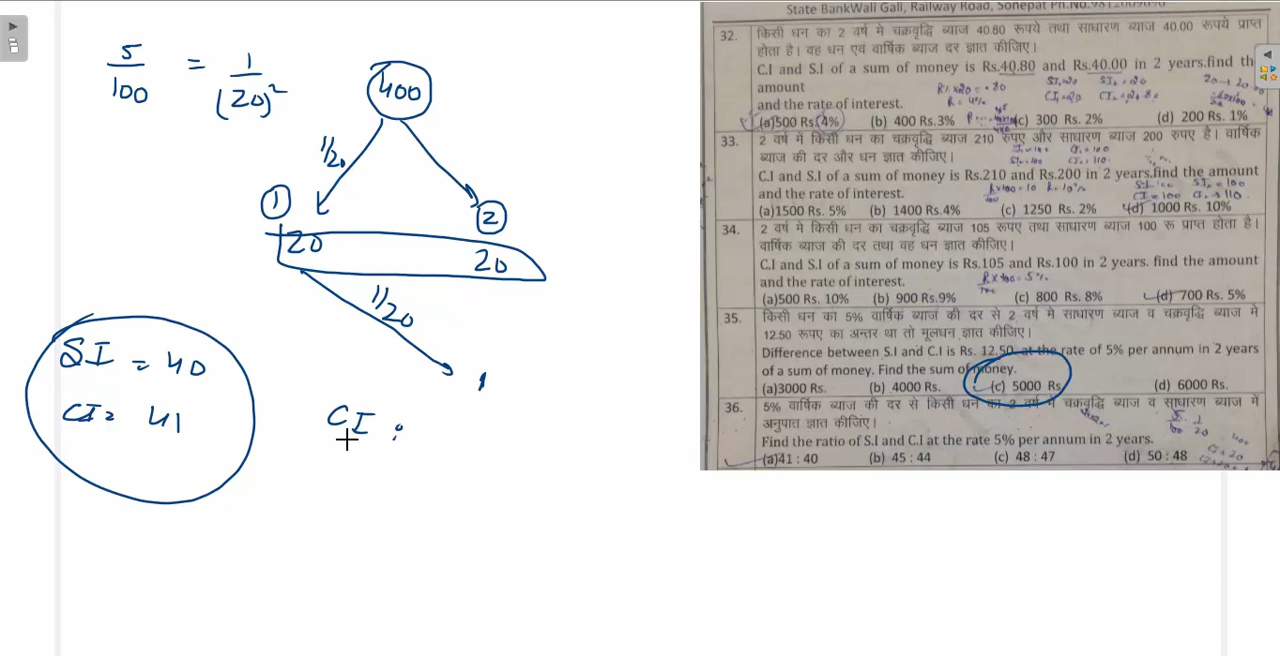 5/100 = 1/(20)²
400
1/20
1
2
20
20
1/20
1
SI = 40
CI = 41
CI :
State BankWali Gali, Railway Road, Sonepat Ph.No.
32. किसी धन का 2 वर्ष मे चक्रवृद्धि ब्याज 40.80 रूपये तथा साधारण ब्याज 40.00 रूपये प्राप्त
होता है। वह धन एवं वार्षिक ब्याज दर ज्ञात कीजिए।
C.I and S.I of a sum of money is Rs.40.80 and Rs.40.00 in 2 years.find th
amount
and the rate of interest.
(a)500 Rs. 4% (b) 400 Rs.3% (c) 300 Rs. 2% (d) 200 Rs. 1%
33. 2 वर्ष में किसी धन का चक्रवृद्धि ब्याज 210 रूपए और साधारण ब्याज 200 रुपए है। वार्षिक
ब्याज की दर और धन ज्ञात कीजिए।
C.I and S.I of a sum of money is Rs.210 and Rs.200 in 2 years.find the amount
and the rate of interest.
(a)1500 Rs. 5% (b) 1400 Rs.4% (c) 1250 Rs. 2% (d) 1000 Rs. 10%
34. 2 वर्ष मे किसी धन का चक्रवृद्धि ब्याज 105 रूपए तथा साधारण ब्याज 100 रू प्राप्त होता है।
वार्षिक ब्याज की दर तथा वह धन ज्ञात कीजिए।
C.I and S.I of a sum of money is Rs.105 and Rs.100 in 2 years. find the amount
and the rate of interest.
(a)500 Rs. 10% (b) 900 Rs.9% (c) 800 Rs. 8% (d) 700 Rs. 5%
35. किसी धन का 5% वार्षिक ब्याज की दर से 2 वर्ष मे साधारण ब्याज व चक्रवृद्धि ब्याज मे
12.50 रूपए का अन्तर था तो मूलधन ज्ञात कीजिए।
Difference between S.I and C.I is Rs. 12.50 at the rate of 5% per annum in 2 years
of a sum of money. Find the sum of money.
(a)3000 Rs. (b) 4000 Rs. (c) 5000 Rs (d) 6000 Rs.
36. 5% वार्षिक ब्याज की दर से किसी धन का 2 वर्ष मे चक्रवृद्धि ब्याज व साधारण ब्याज मे
अनुपात ज्ञात कीजिए।
Find the ratio of S.I and C.I at the rate 5% per annum in 2 years.
(a)41 : 40 (b) 45 : 44 (c) 48 : 47 (d) 50 : 48